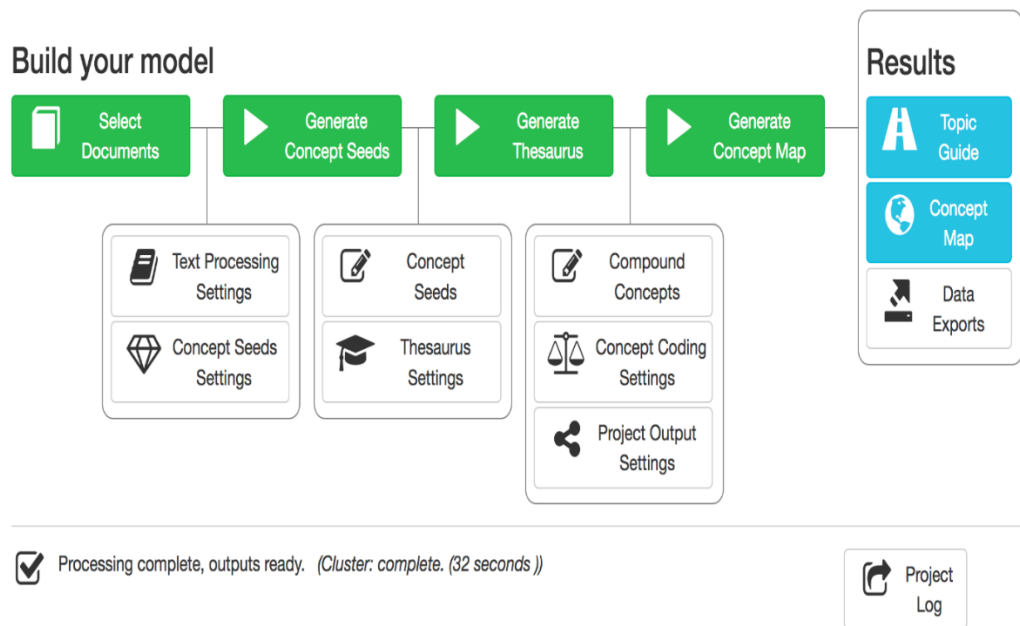 Build your model
Results
Select
Documents
Generate
Concept Seeds
Generate
Thesaurus
Generate
Concept Map
Topic
Guide
Concept
Map
Data
Exports
Text Processing
Settings
Concept Seeds
Settings
Concept
Seeds
Thesaurus
Settings
Compound
Concepts
Concept Coding
Settings
Project Output
Settings
Processing complete, outputs ready. (Cluster: complete. (32 seconds ))
Project
Log